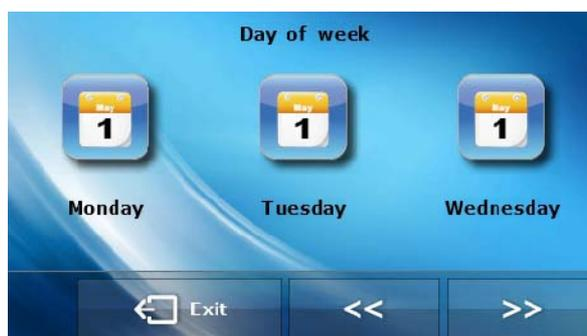 Day of week
May May May
1 1 1
Monday Tuesday Wednesday
Exit << >>